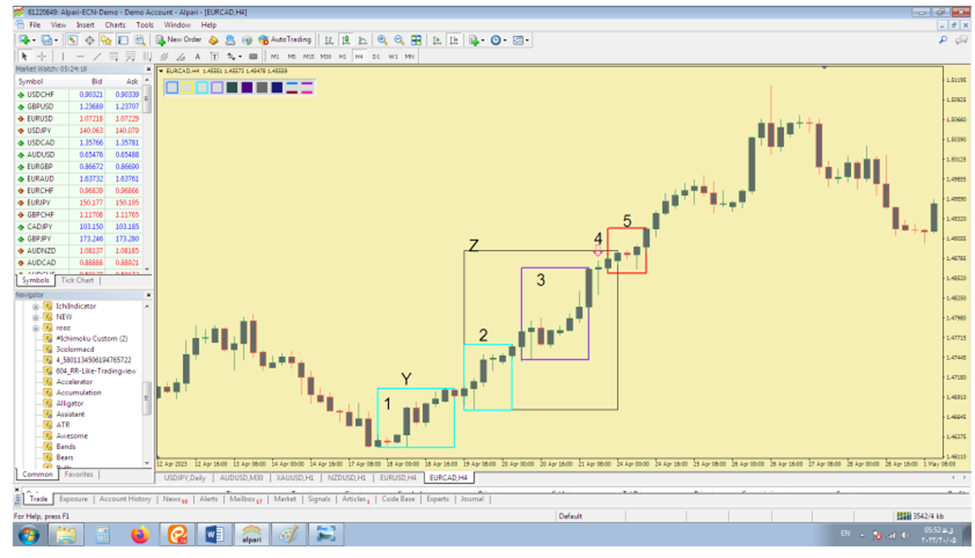 61220849: Alpari-ECN-Demo - Demo Account - Alpari - [EURCAD,H4]
File View Insert Charts Tools Window Help
New Order AutoTrading M1 M5 M15 M30 H1 H4 D1 W1 MN
Market Watch: 05:24:18
Symbol Bid Ask
USDCHF 0.90321 0.90339
GBPUSD 1.23689 1.23707
EURUSD 1.07218 1.07229
USDJPY 140.063 140.079
USDCAD 1.35766 1.35781
AUDUSD 0.65476 0.65488
EURGBP 0.86672 0.86690
EURAUD 1.63732 1.63761
EURCHF 0.96839 0.96866
EURJPY 150.177 150.195
GBPCHF 1.11708 1.11765
CADJPY 103.150 103.185
GBPJPY 173.246 173.280
AUDNZD 1.08137 1.08185
AUDCAD 0.88888 0.88921
Symbols Tick Chart
Navigator
IchiIndicator
NEW
rooz
#Ichimoku Custom (2)
3colormacd
4_5801134506194765722
604_RR-Like-Tradingview
Accelerator
Accumulation
Alligator
Assistant
ATR
Awesome
Bands
Bears
Common Favorites
EURCAD,H4 1.45551 1.45573 1.45478 1.45559
Y
1
Z
2
3
4
5
1.51195
1.50925
1.50660
1.50390
1.50125
1.49855
1.49590
1.49320
1.49055
1.48785
1.48520
1.48250
1.47980
1.47715
1.47445
1.47180
1.46910
1.46645
1.46375
1.46110
12 Apr 2023 12 Apr 16:00 13 Apr 08:00 14 Apr 00:00 14 Apr 16:00 17 Apr 08:00 18 Apr 00:00 18 Apr 16:00 19 Apr 08:00 20 Apr 00:00 20 Apr 16:00 21 Apr 08:00 24 Apr 00:00 24 Apr 16:00 25 Apr 08:00 26 Apr 00:00 26 Apr 16:00 27 Apr 08:00 28 Apr 00:00 28 Apr 16:00 1 May 08:00
USDJPY,Daily AUDUSD,M30 XAUUSD,H1 NZDUSD,H1 EURUSD,H4 EURCAD,H4
Trade Exposure Account History News Alerts Mailbox Market Signals Articles Code Base Experts Journal
For Help, press F1 Default 3542/4 kb
alpari EN